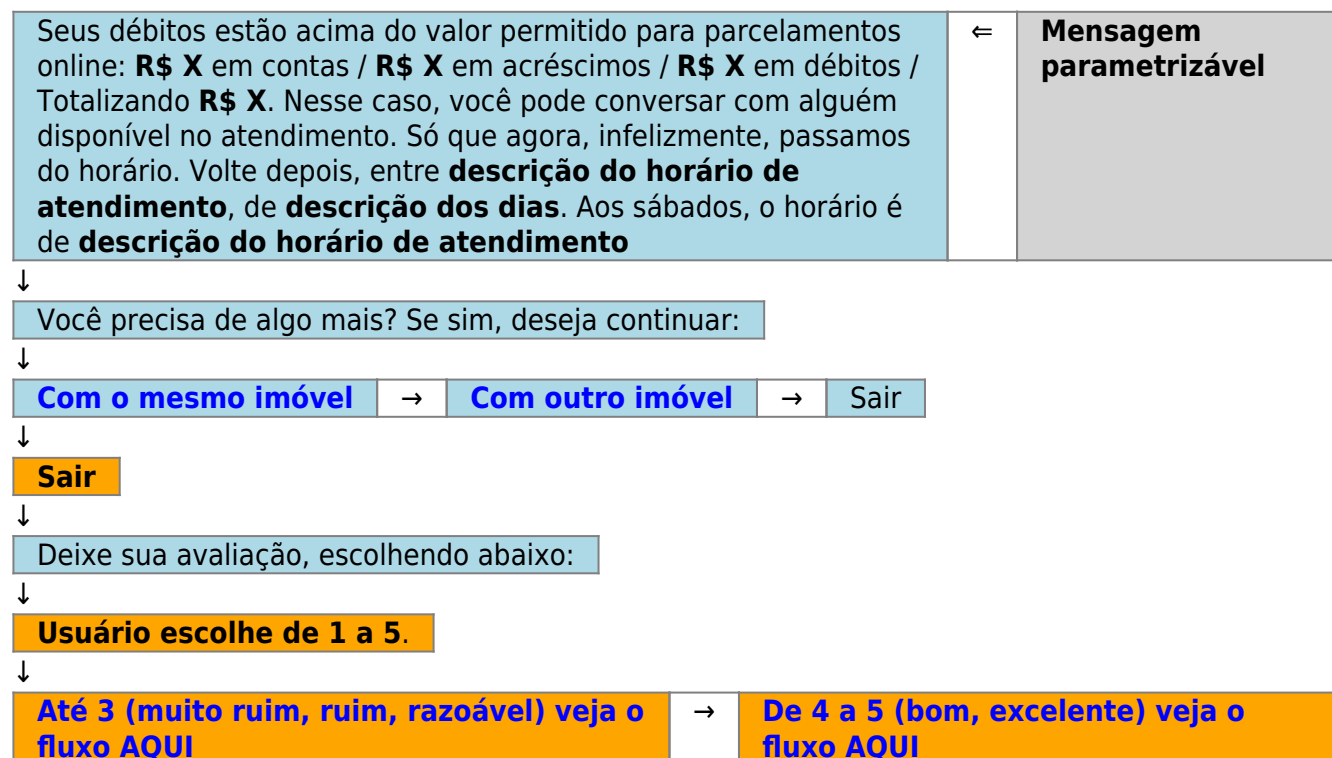 Seus débitos estão acima do valor permitido para parcelamentos
online: R$ X em contas / R$ X em acréscimos / R$ X em débitos /
Totalizando R$ X. Nesse caso, você pode conversar com alguém
disponível no atendimento. Só que agora, infelizmente, passamos
do horário. Volte depois, entre descrição do horário de
atendimento, de descrição dos dias. Aos sábados, o horário é
de descrição do horário de atendimento
⇐
Mensagem
parametrizável
↓
Você precisa de algo mais? Se sim, deseja continuar:
↓
Com o mesmo imóvel → Com outro imóvel → Sair
↓
Sair
↓
Deixe sua avaliação, escolhendo abaixo:
↓
Usuário escolhe de 1 a 5.
↓
Até 3 (muito ruim, ruim, razoável) veja o
fluxo AQUI
→
De 4 a 5 (bom, excelente) veja o
fluxo AQUI